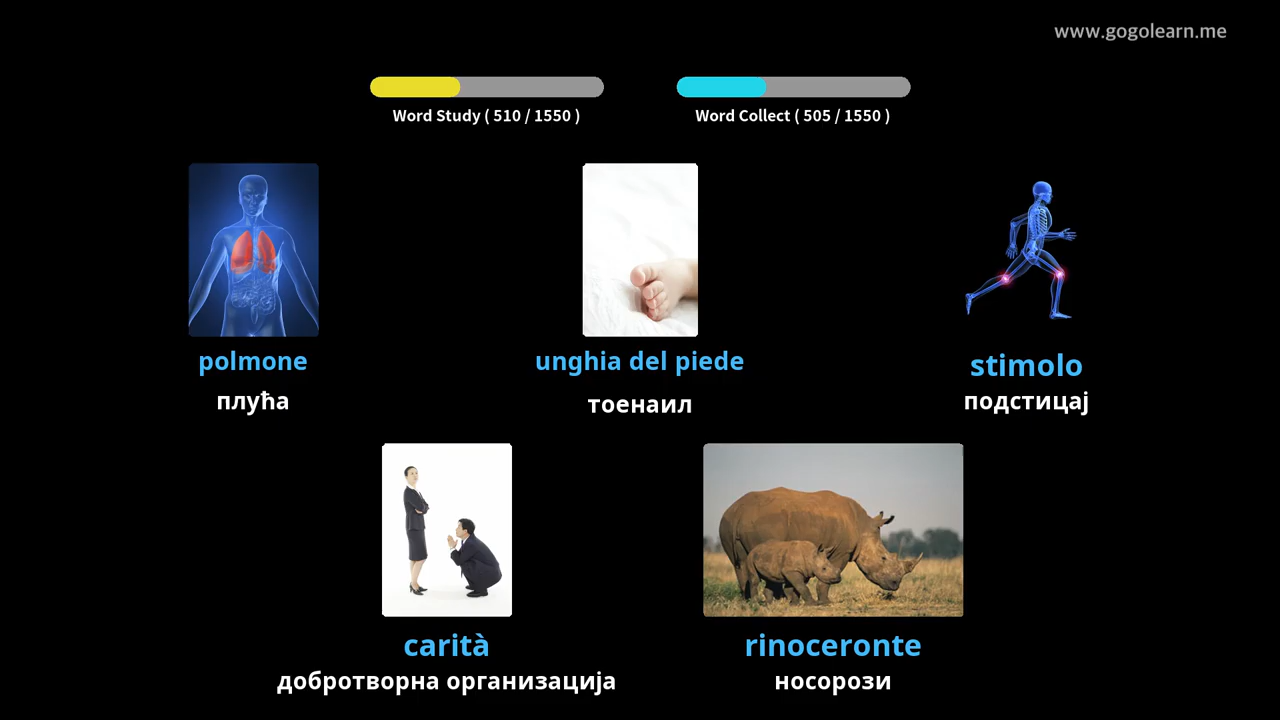 www.gogolearn.me
Word Study ( 510 / 1550 )
Word Collect ( 505 / 1550 )
polmone
плућа
unghia del piede
тоенаил
stimolo
подстицај
carità
добротворна организација
rinoceronte
носорози